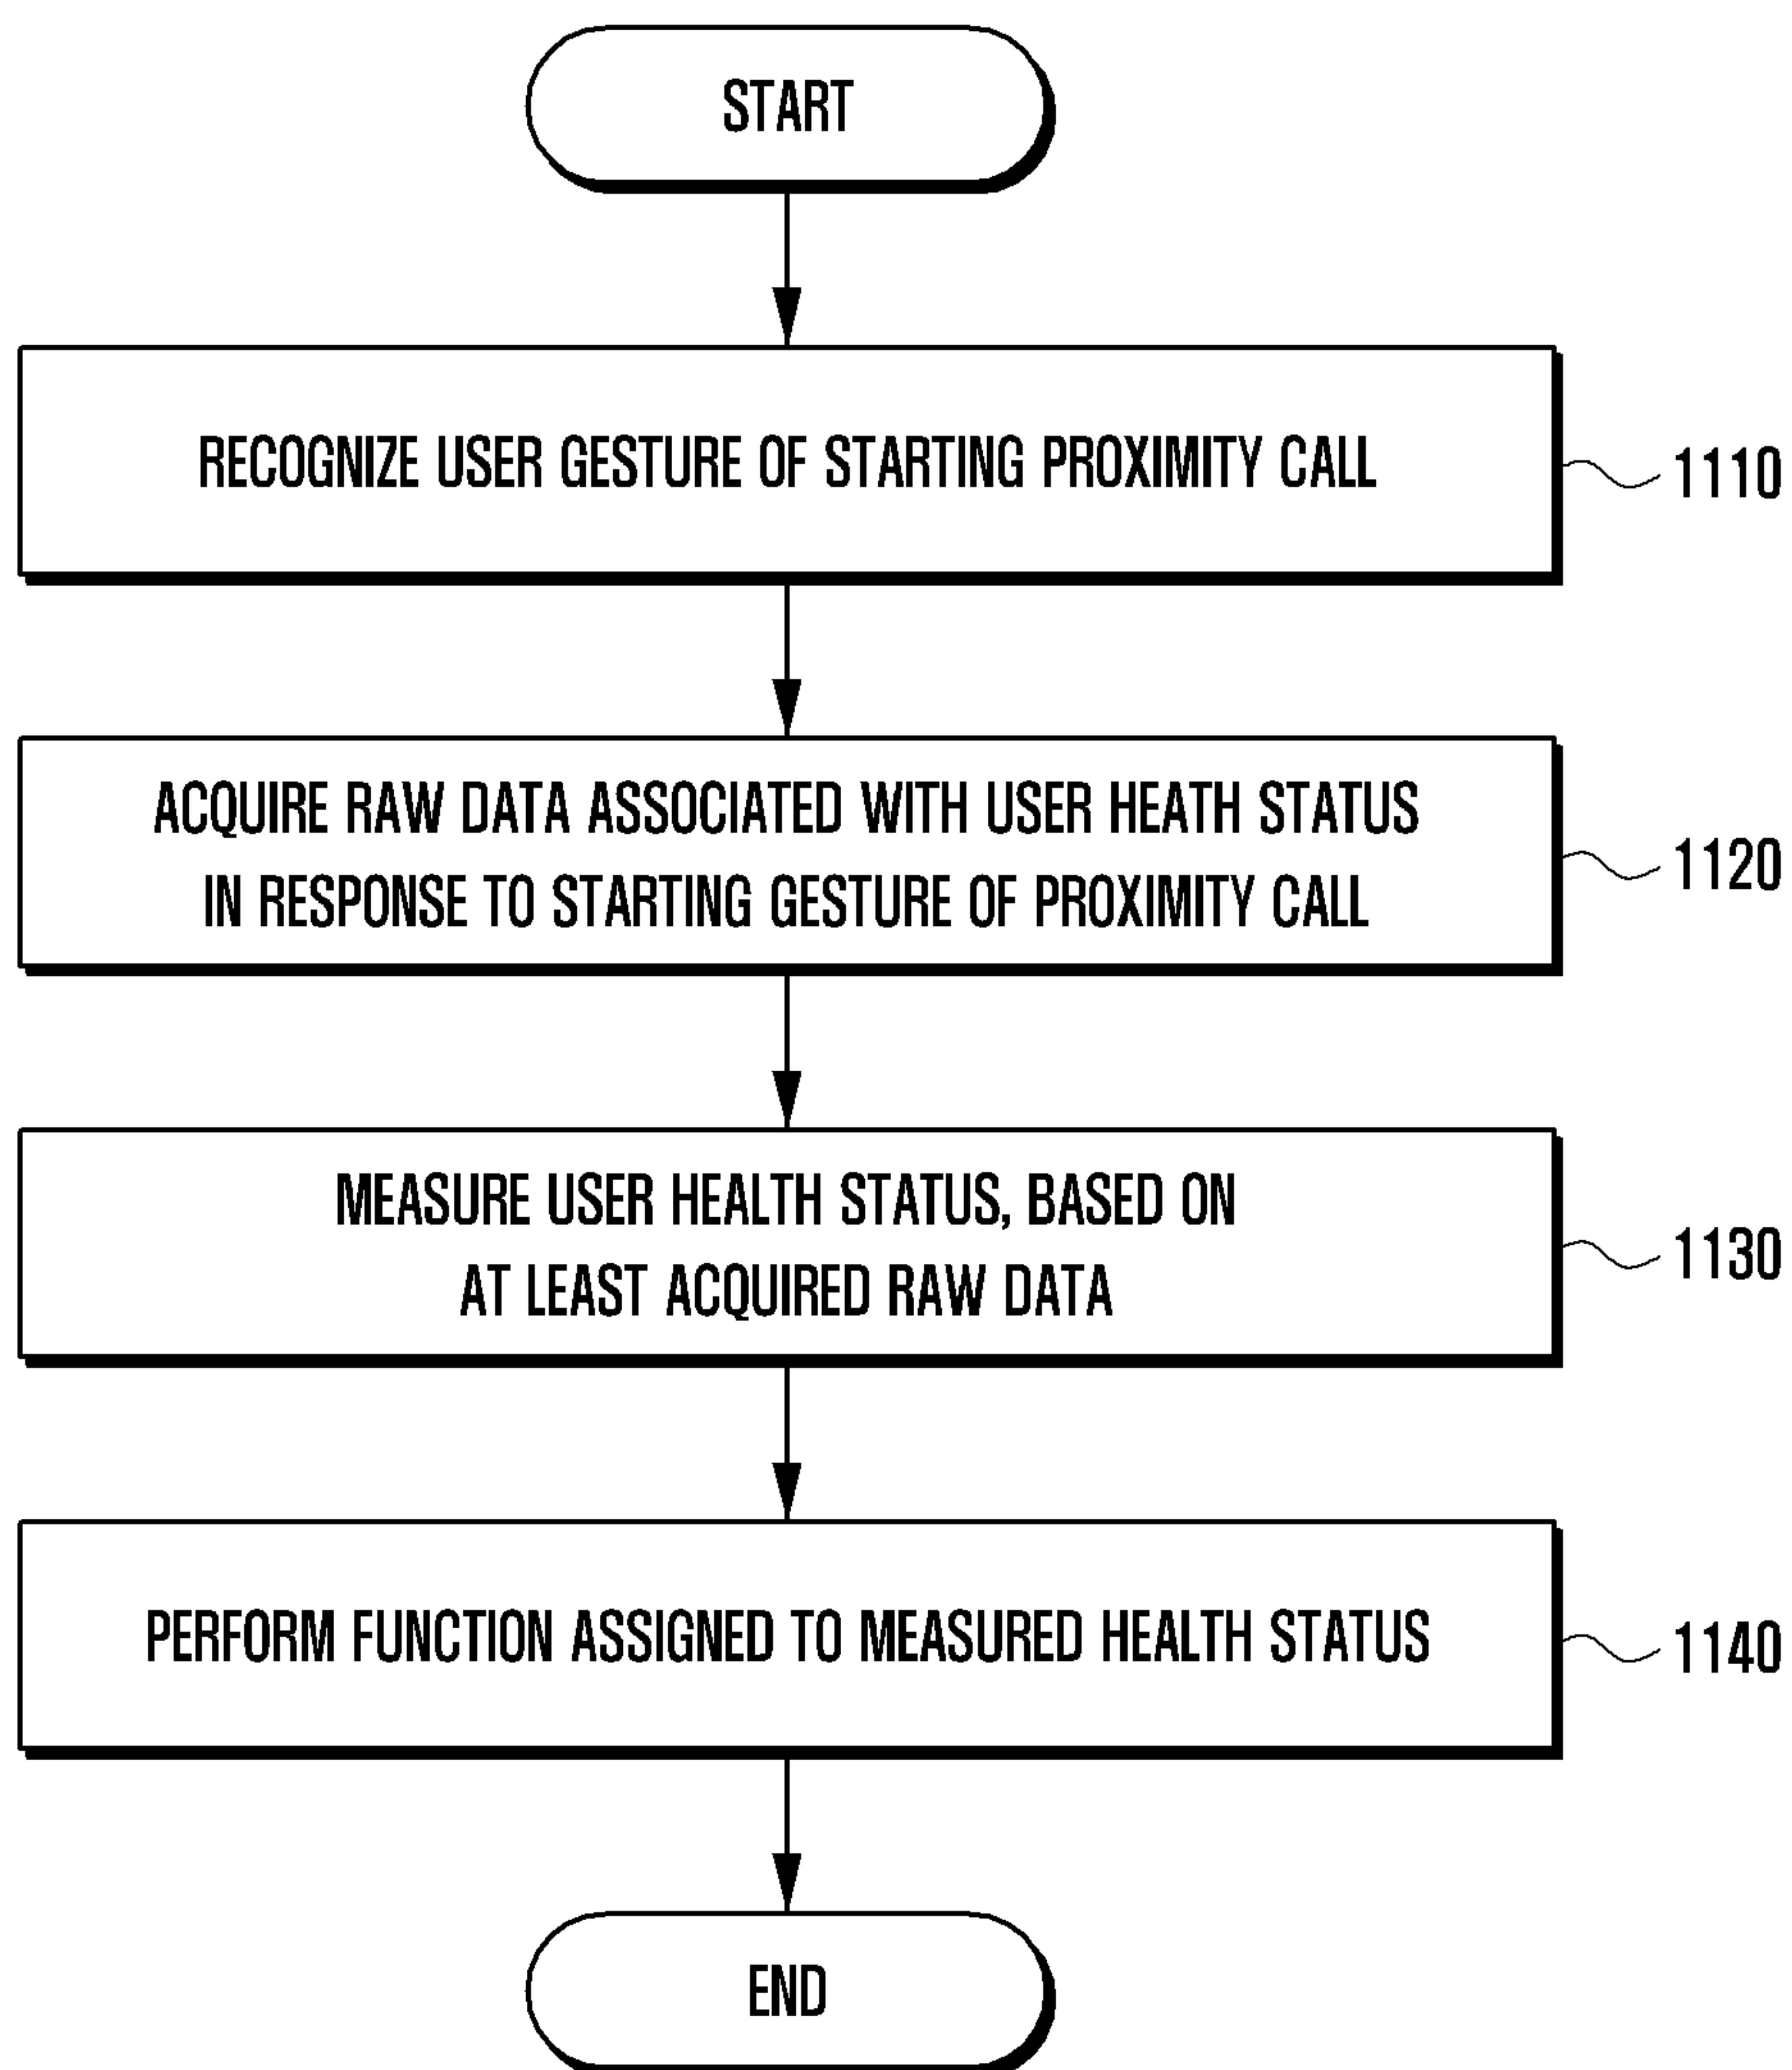 START
RECOGNIZE USER GESTURE OF STARTING PROXIMITY CALL
1110
ACQUIRE RAW DATA ASSOCIATED WITH USER HEATH STATUS
IN RESPONSE TO STARTING GESTURE OF PROXIMITY CALL
1120
MEASURE USER HEALTH STATUS, BASED ON
AT LEAST ACQUIRED RAW DATA
1130
PERFORM FUNCTION ASSIGNED TO MEASURED HEALTH STATUS
1140
END